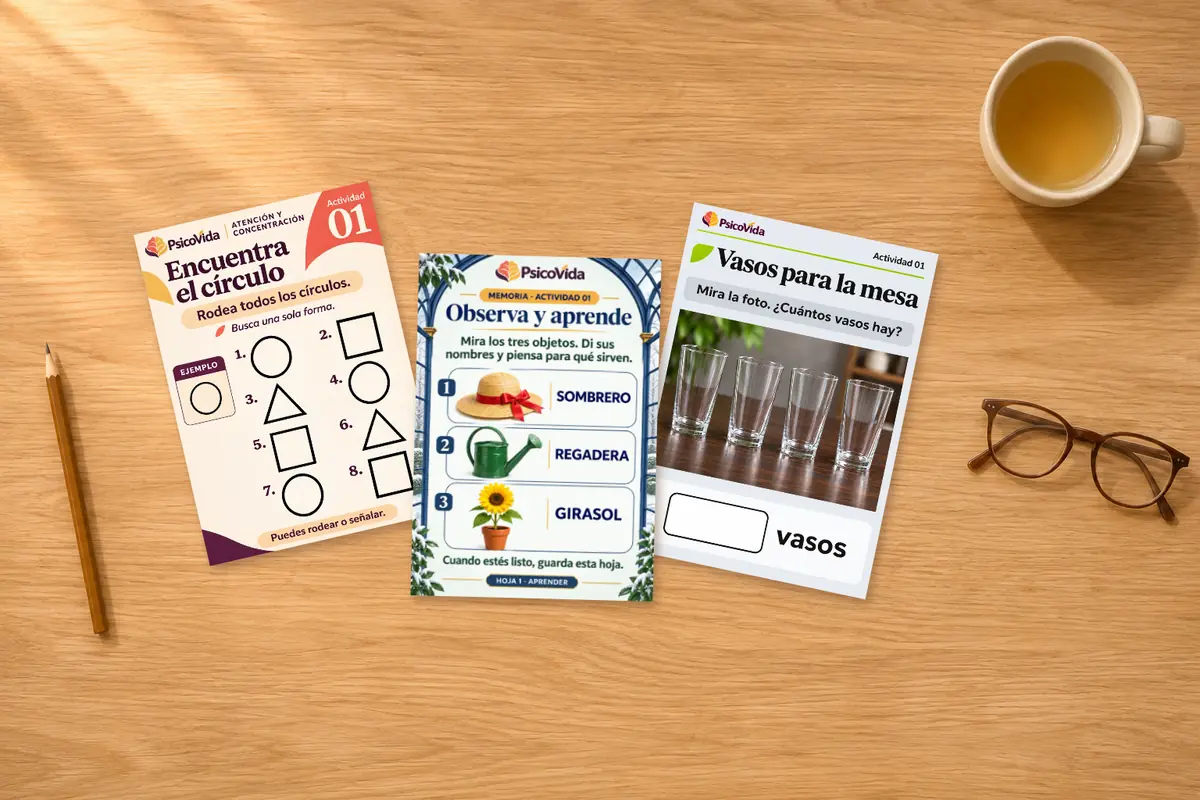 PsicoVida
ATENCIÓN Y
CONCENTRACIÓN
Actividad
01
Encuentra
el círculo
Rodea todos los círculos.
Busca una sola forma.
EJEMPLO
1.
2.
3.
4.
5.
6.
7.
8.
Puedes rodear o señalar.
PsicoVida
MEMORIA - ACTIVIDAD 01
Observa y aprende
Mira los tres objetos. Di sus
nombres y piensa para qué sirven.
1 SOMBRERO
2 REGADERA
3 GIRASOL
Cuando estés listo, guarda esta hoja.
HOJA 1 - APRENDER
PsicoVida
Actividad 01
Vasos para la mesa
Mira la foto. ¿Cuántos vasos hay?
vasos